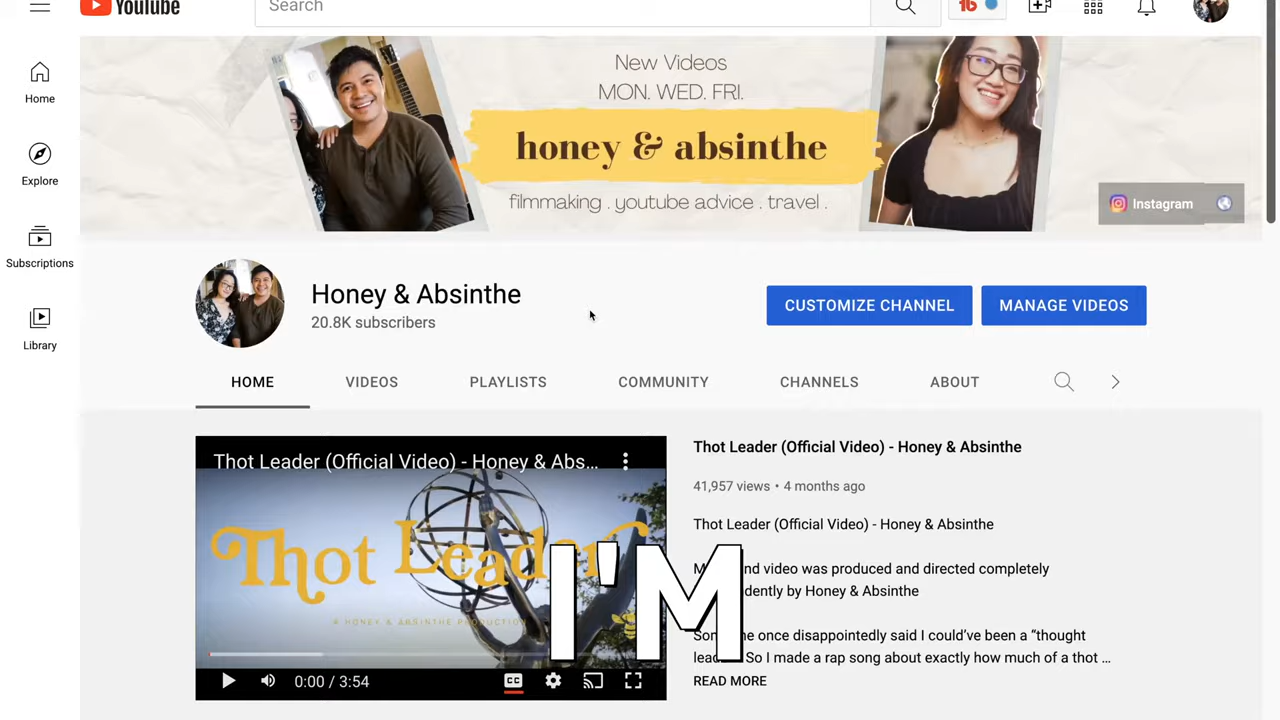 YouTube
Search
Home
Explore
Subscriptions
Library
New Videos
MON. WED. FRI.
honey & absinthe
filmmaking . youtube advice . travel .
Instagram
Honey & Absinthe
20.8K subscribers
CUSTOMIZE CHANNEL
MANAGE VIDEOS
HOME
VIDEOS
PLAYLISTS
COMMUNITY
CHANNELS
ABOUT
Thot Leader (Official Video) - Honey & Abs...
Thot Leader
A HONEY & ABSINTHE PRODUCTION
0:00 / 3:54
CC
Thot Leader (Official Video) - Honey & Absinthe
41,957 views • 4 months ago
Thot Leader (Official Video) - Honey & Absinthe
video was produced and directed completely
by Honey & Absinthe
once disappointedly said I could've been a "thought
So I made a rap song about exactly how much of a thot ...
READ MORE
I'M